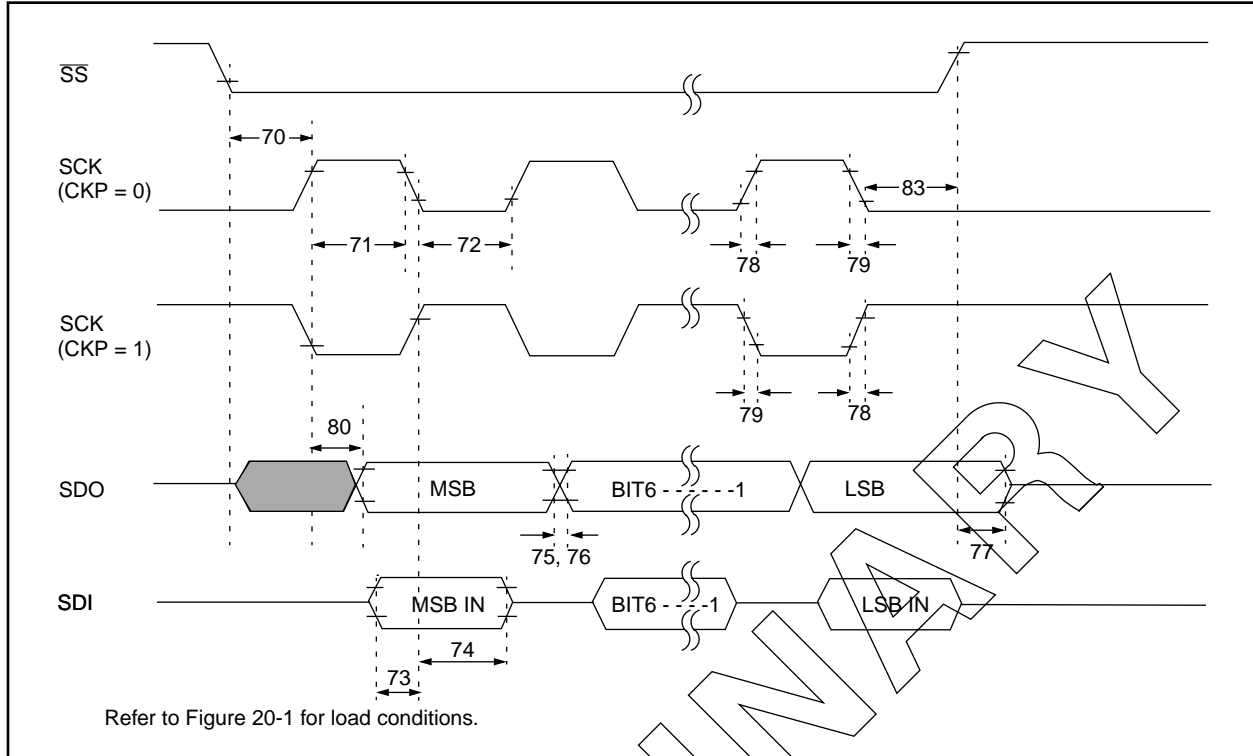 SS
70
SCK
(CKP = 0)
83
71
72
78
79
SCK
(CKP = 1)
79
78
80
SDO
MSB
BIT6 - - - - - -1
LSB
75, 76
77
SDI
MSB IN
BIT6 - - - -1
LSB IN
74
73
Refer to Figure 20-1 for load conditions.
INARY